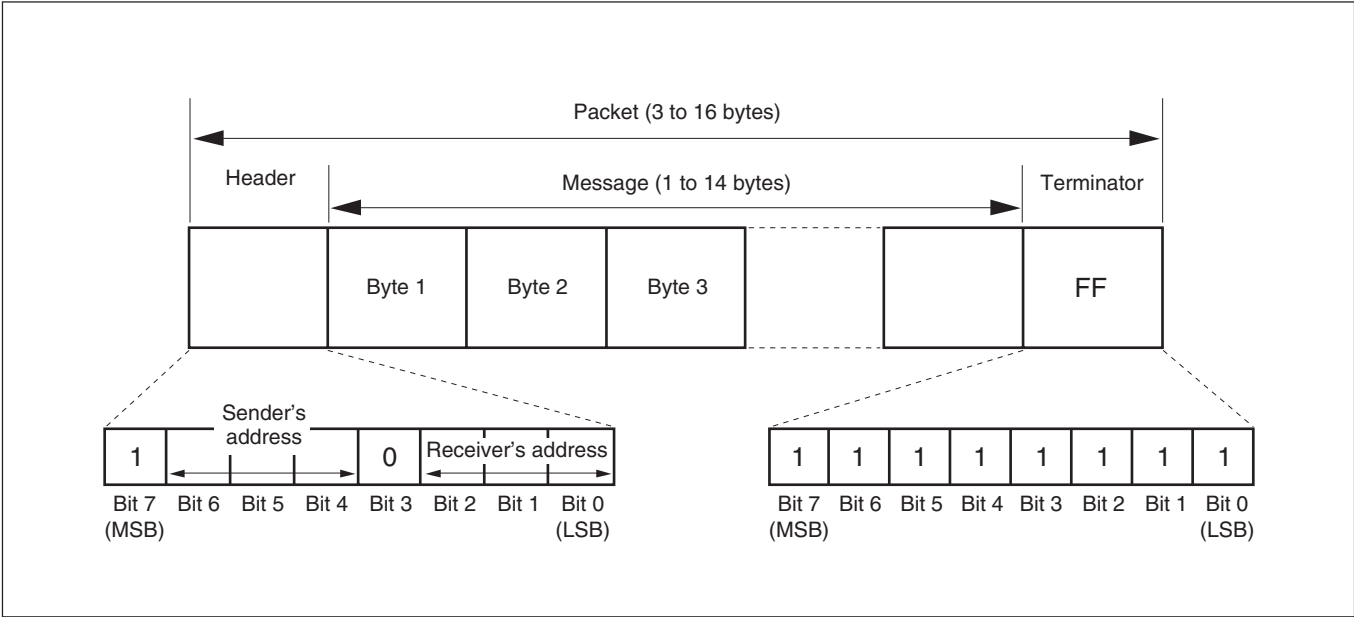 Packet (3 to 16 bytes)
Header
Message (1 to 14 bytes)
Terminator
Byte 1
Byte 2
Byte 3
FF
Sender's
address
Receiver's address
1
0
Bit 7 Bit 6 Bit 5 Bit 4 Bit 3 Bit 2 Bit 1 Bit 0
(MSB) (LSB)
1 1 1 1 1 1 1 1
Bit 7 Bit 6 Bit 5 Bit 4 Bit 3 Bit 2 Bit 1 Bit 0
(MSB) (LSB)